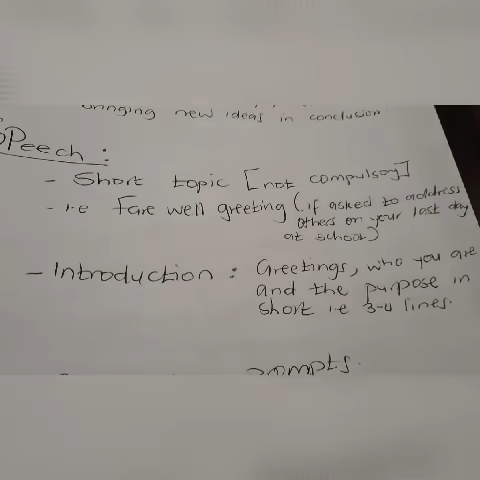 bringing new ideas in conclusion
Speech :
- Short topic [not compulsory]
- i.e Fare well greeting (if asked to address
others on your last day
at school)
- Introduction : Greetings, who you are
and the purpose in
short i.e 3-4 lines.
prompts.